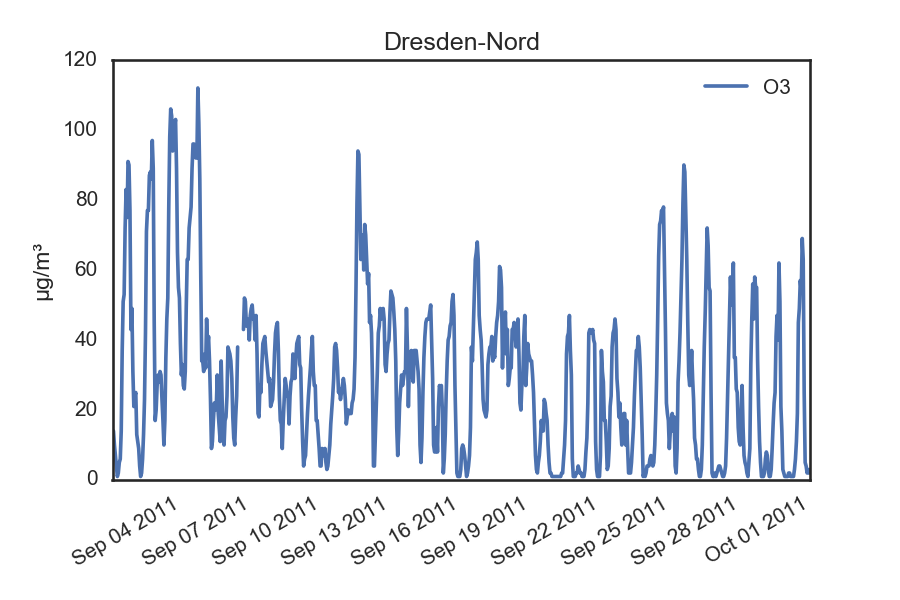 Dresden-Nord
O3
µg/m³
120
100
80
60
40
20
0
Sep 04 2011
Sep 07 2011
Sep 10 2011
Sep 13 2011
Sep 16 2011
Sep 19 2011
Sep 22 2011
Sep 25 2011
Sep 28 2011
Oct 01 2011